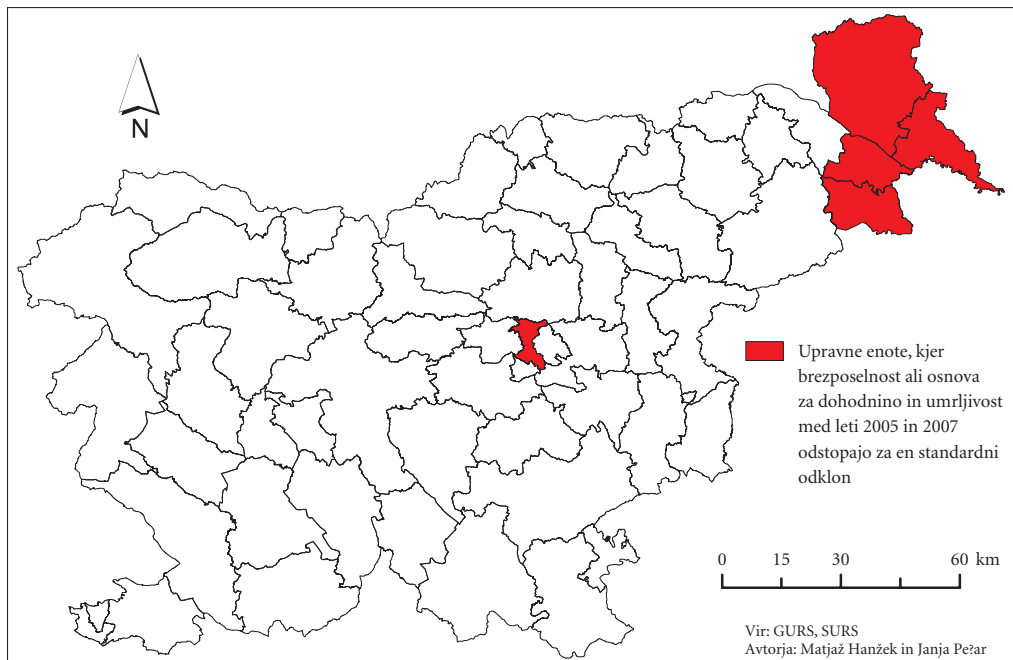 N
Upravne enote, kjer
brezposelnost ali osnova
za dohodnino in umrljivost
med leti 2005 in 2007
odstopajo za en standardni
odklon
0 15 30 60 km
Vir: GURS, SURS
Avtorja: Matjaž Hanžek in Janja Pe?ar